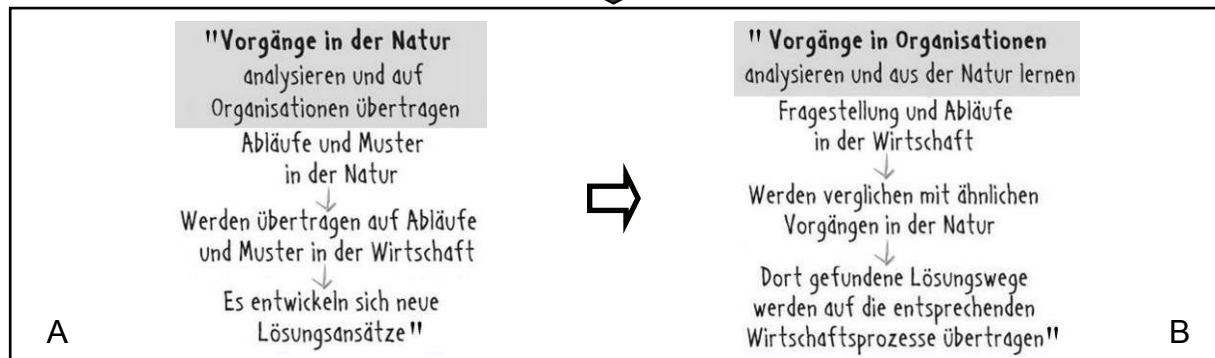 "Vorgänge in der Natur
analysieren und auf
Organisationen übertragen
Abläufe und Muster
in der Natur
Werden übertragen auf Abläufe
und Muster in der Wirtschaft
Es entwickeln sich neue
Lösungsansätze"
A
" Vorgänge in Organisationen
analysieren und aus der Natur lernen
Fragestellung und Abläufe
in der Wirtschaft
Werden verglichen mit ähnlichen
Vorgängen in der Natur
Dort gefundene Lösungswege
werden auf die entsprechenden
Wirtschaftsprozesse übertragen"
B